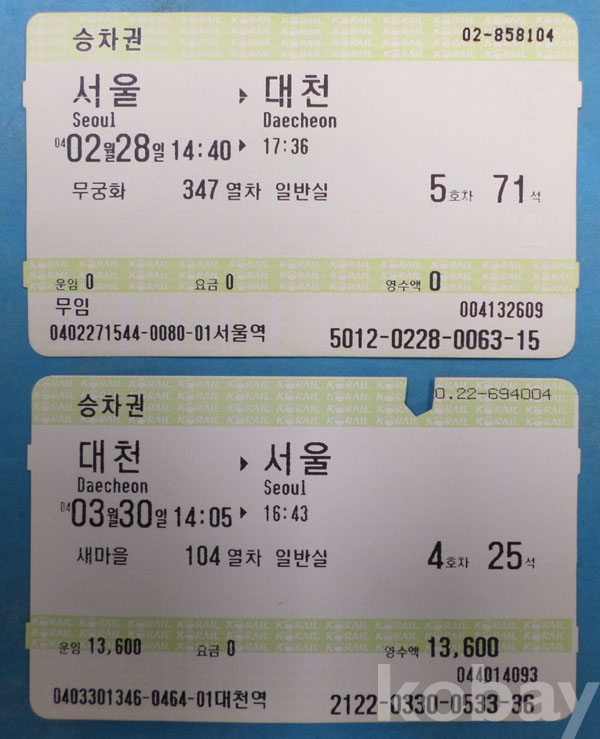 승차권 02-858104
서울 ▶ 대천
Seoul Daecheon
04 02월28일 14:40 ▶ 17:36
무궁화 347 열차 일반실 5호차 71석
운임 0 요금 0 영수액 0
무임 004132609
0402271544-0080-01서울역 5012-0228-0063-15
승차권 0.22-694004
대천 ▶ 서울
Daecheon Seoul
04 03월30일 14:05 ▶ 16:43
새마을 104 열차 일반실 4호차 25석
운임 13,600 요금 0 영수액 13,600
044014093
0403301346-0464-01대천역 2122-0330-0533-36
kobay